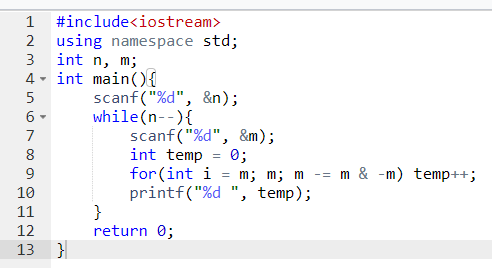 1 #include<iostream>
2 using namespace std;
3 int n, m;
4 int main(){
5 scanf("%d", &n);
6 while(n--){
7 scanf("%d", &m);
8 int temp = 0;
9 for(int i = m; m; m -= m & -m) temp++;
10 printf("%d ", temp);
11 }
12 return 0;
13 }